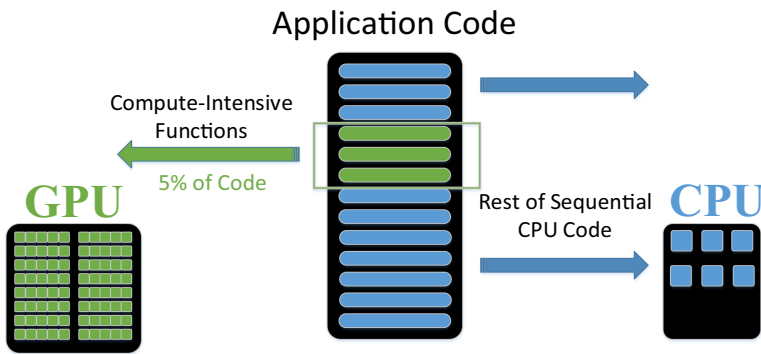 Application Code
Compute-Intensive
Functions
5% of Code
GPU
Rest of Sequential
CPU Code
CPU